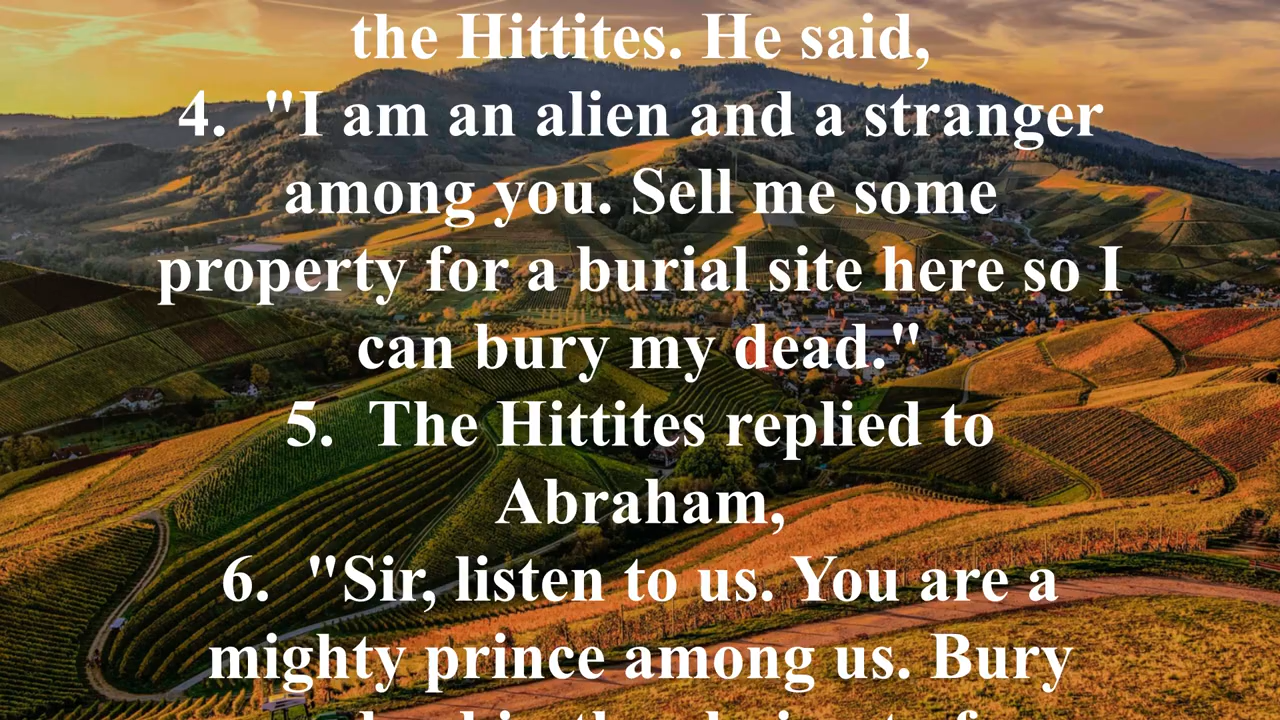 the Hittites. He said,
4. "I am an alien and a stranger
among you. Sell me some
property for a burial site here so I
can bury my dead."
5. The Hittites replied to
Abraham,
6. "Sir, listen to us. You are a
mighty prince among us. Bury